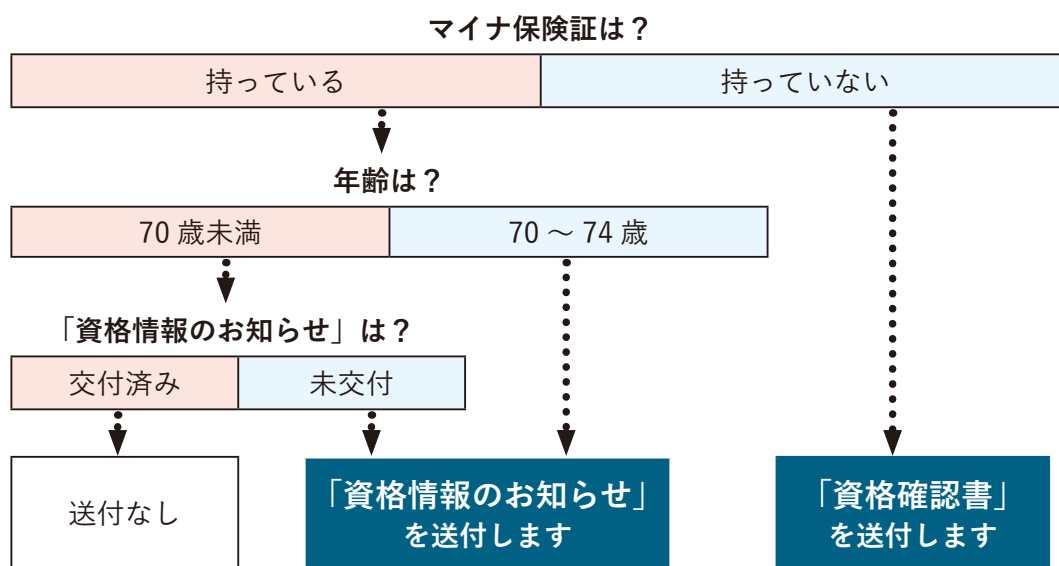 マイナ保険証は？
持っている
持っていない
年齢は？
70 歳未満
70 ～ 74 歳
「資格情報のお知らせ」は？
交付済み
未交付
送付なし
「資格情報のお知らせ」
を送付します
「資格確認書」
を送付します